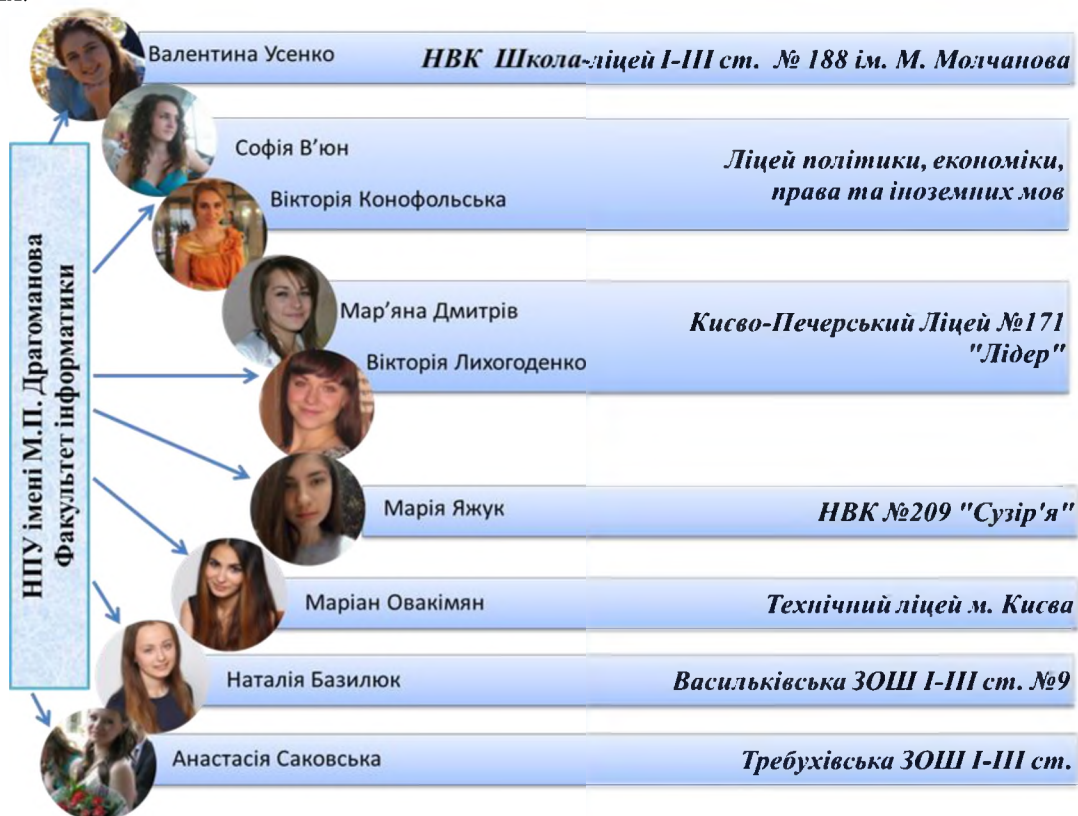 Валентина Усенко
НВК Школа-ліцей І-ІІІ ст. № 188 ім. М. Молчанова
Софія В’юн
Вікторія Конофольська
Ліцей політики, економіки,
права та іноземних мов
Мар’яна Дмитрів
Вікторія Лихогоденко
Києво-Печерський Ліцей №171
"Лідер"
Марія Яжук
НВК №209 "Сузір'я"
Маріан Овакімян
Технічний ліцей м. Києва
Наталія Базилюк
Васильківська ЗОШ І-ІІІ ст. №9
Анастасія Саковська
Требухівська ЗОШ І-ІІІ ст.
НПУ імені М.П. Драгоманова
Факультет інформатики